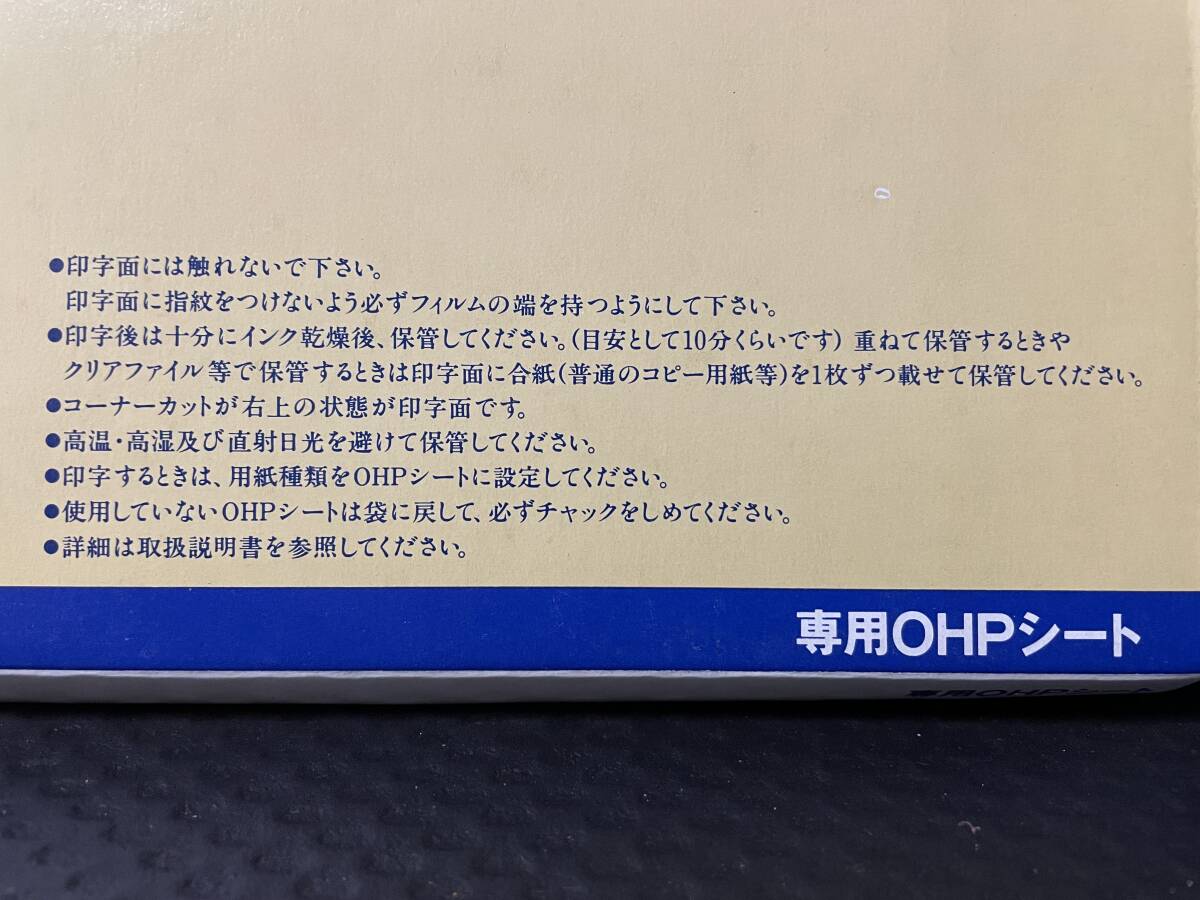 ●印字面には触れないで下さい。
印字面に指紋をつけないよう必ずフィルムの端を持つようにして下さい。
●印字後は十分にインク乾燥後、保管してください。(目安として10分くらいです) 重ねて保管するときや
クリアファイル等で保管するときは印字面に合紙(普通のコピー用紙等)を1枚ずつ載せて保管してください。
●コーナーカットが右上の状態が印字面です。
●高温・高湿及び直射日光を避けて保管してください。
●印字するときは、用紙種類をOHPシートに設定してください。
●使用していないOHPシートは袋に戻して、必ずチャックをしめてください。
●詳細は取扱説明書を参照してください。
専用OHPシート
専用OHPシート